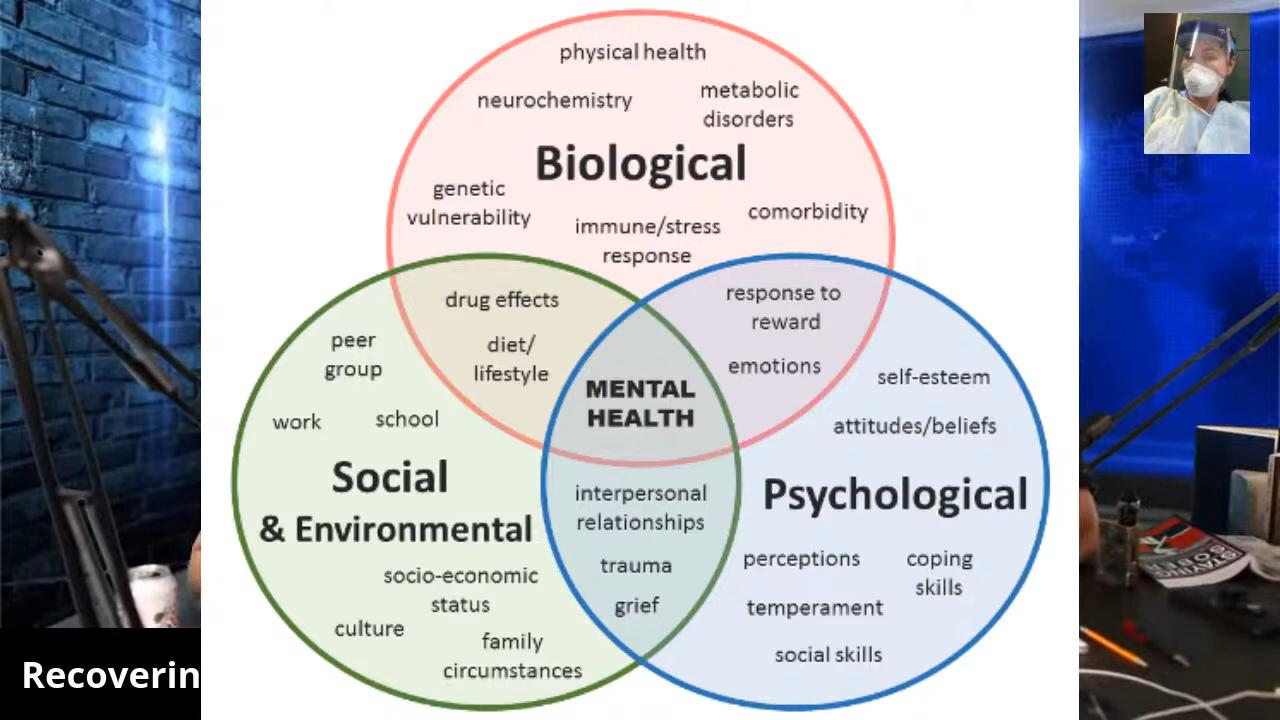 physical health
neurochemistry
metabolic
disorders
Biological
genetic
vulnerability
immune/stress
response
comorbidity
drug effects
diet/
lifestyle
response to
reward
emotions
MENTAL
HEALTH
peer
group
work
school
Social
& Environmental
socio-economic
status
culture
family
circumstances
interpersonal
relationships
trauma
grief
self-esteem
attitudes/beliefs
Psychological
perceptions
coping
skills
temperament
social skills
Recoverin